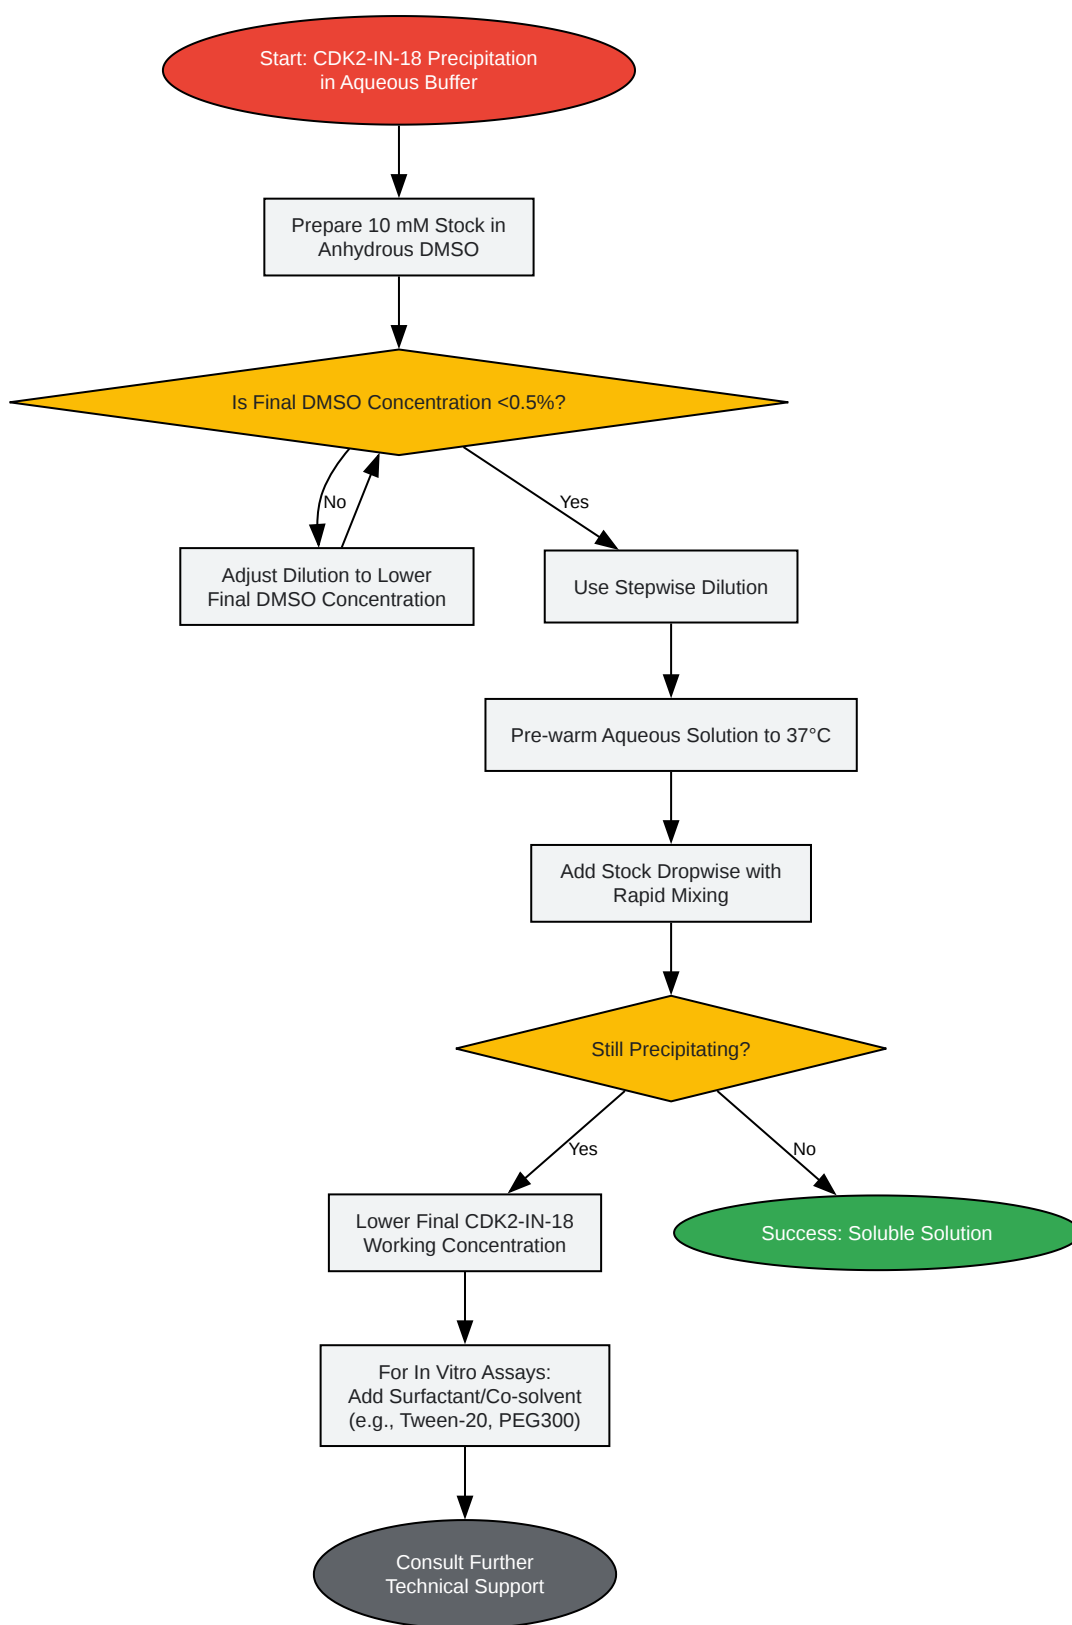 Start: CDK2-IN-18 Precipitation
in Aqueous Buffer
Prepare 10 mM Stock in
Anhydrous DMSO
Is Final DMSO Concentration <0.5%?
No
Yes
Adjust Dilution to Lower
Final DMSO Concentration
Use Stepwise Dilution
Pre-warm Aqueous Solution to 37°C
Add Stock Dropwise with
Rapid Mixing
Still Precipitating?
Yes
No
Lower Final CDK2-IN-18
Working Concentration
Success: Soluble Solution
For In Vitro Assays:
Add Surfactant/Co-solvent
(e.g., Tween-20, PEG300)
Consult Further
Technical Support